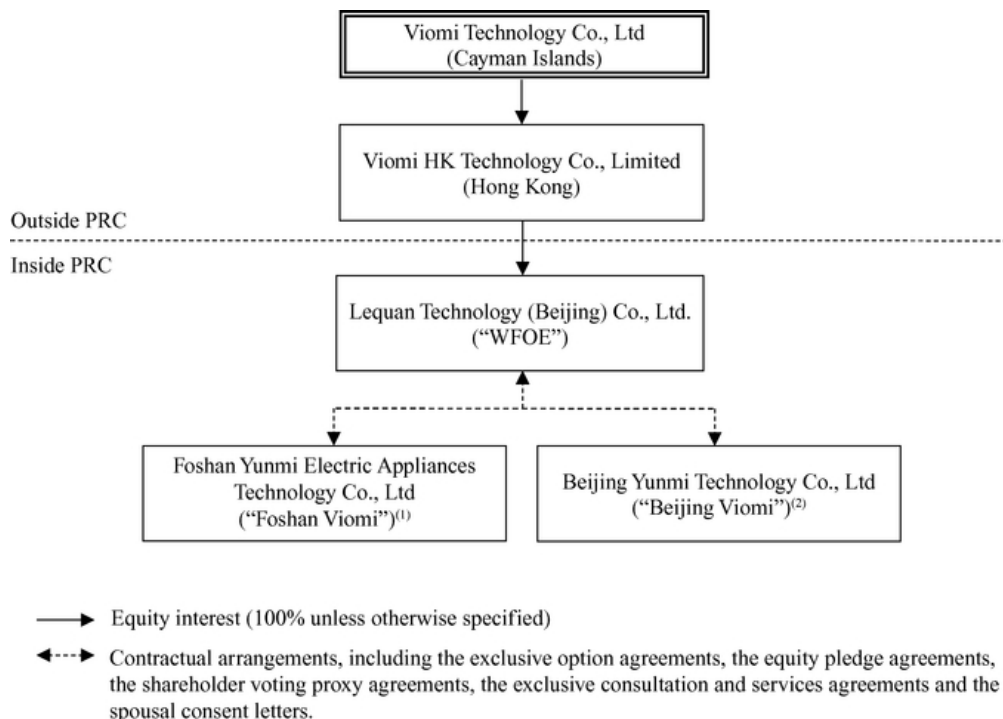 Viomi Technology Co., Ltd
(Cayman Islands)
Viomi HK Technology Co., Limited
(Hong Kong)
Outside PRC
Inside PRC
Lequan Technology (Beijing) Co., Ltd.
(“WFOE”)
Foshan Yunmi Electric Appliances
Technology Co., Ltd
(“Foshan Viomi”)(1)
Beijing Yunmi Technology Co., Ltd
(“Beijing Viomi”)(2)
Equity interest (100% unless otherwise specified)
Contractual arrangements, including the exclusive option agreements, the equity pledge agreements,
the shareholder voting proxy agreements, the exclusive consultation and services agreements and the
spousal consent letters.